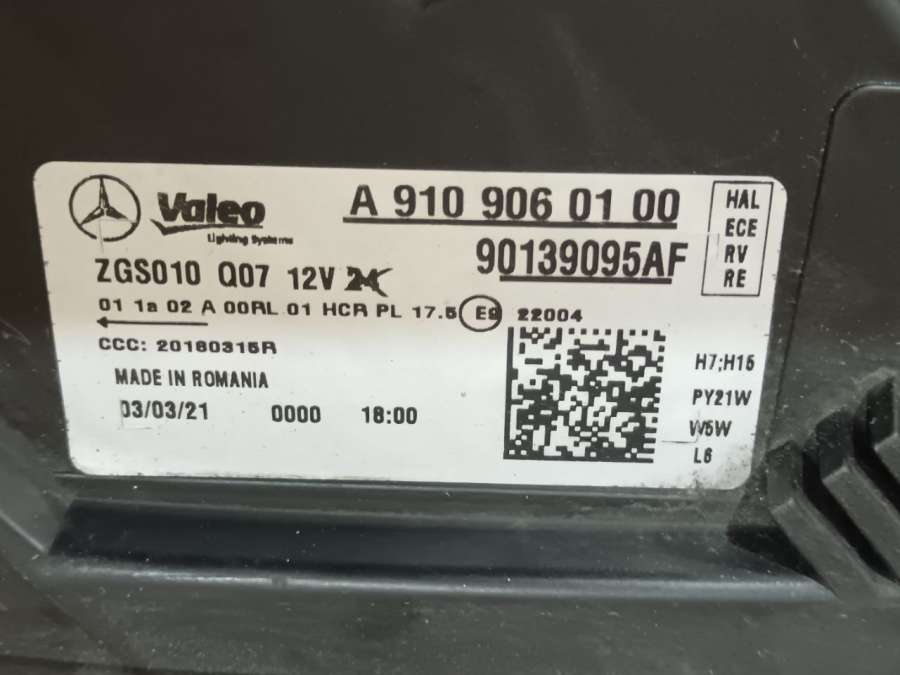 Valeo
Lighting Systems
A 910 906 01 00
90139095AF
HAL
ECE
RV
RE
ZGS010 Q07 12V
01 1a 02 A 00RL 01 HCR PL 17.5 E9 22004
CCC: 20160315R
MADE IN ROMANIA
03/03/21 0000 18:00
H7;H15
PY21W
W5W
L6